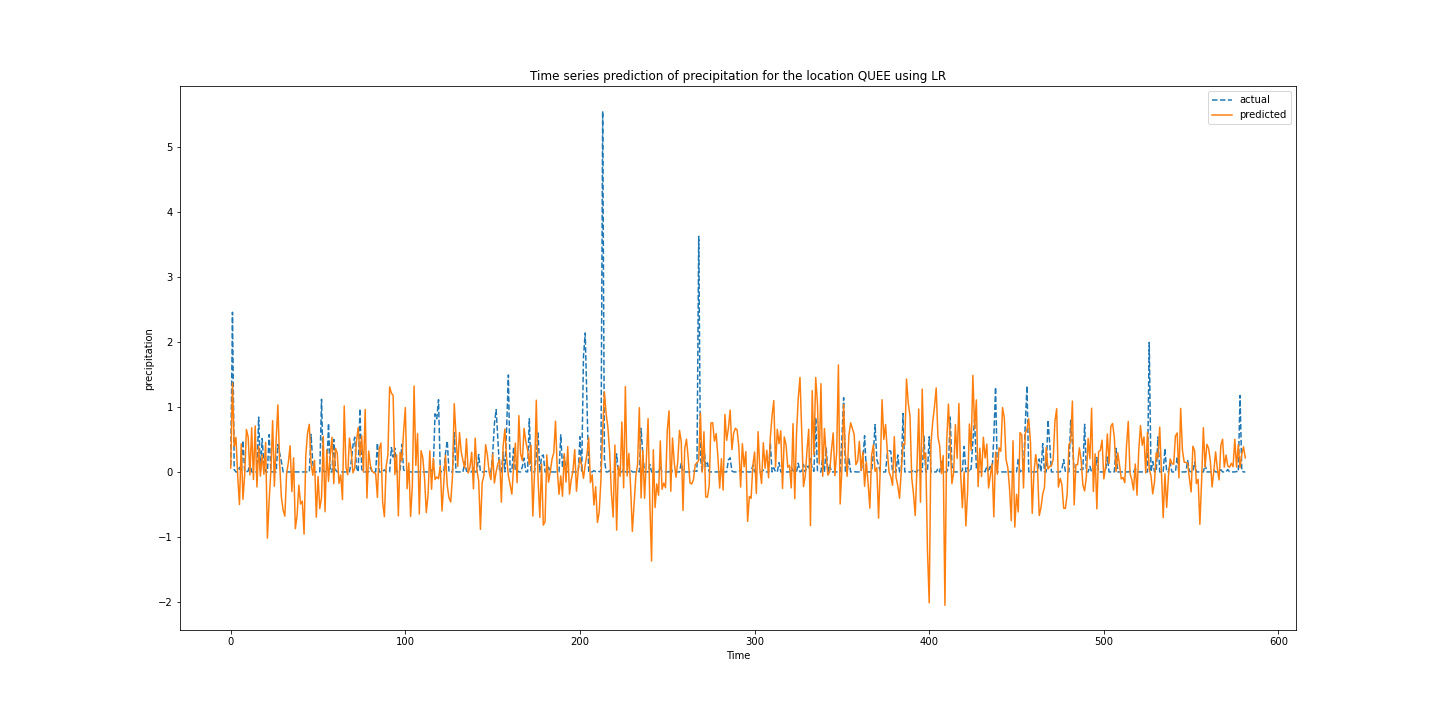 Time series prediction of precipitation for the location QUEE using LR
actual
predicted
5
4
3
2
1
0
−1
−2
precipitation
0 100 200 300 400 500 600
Time